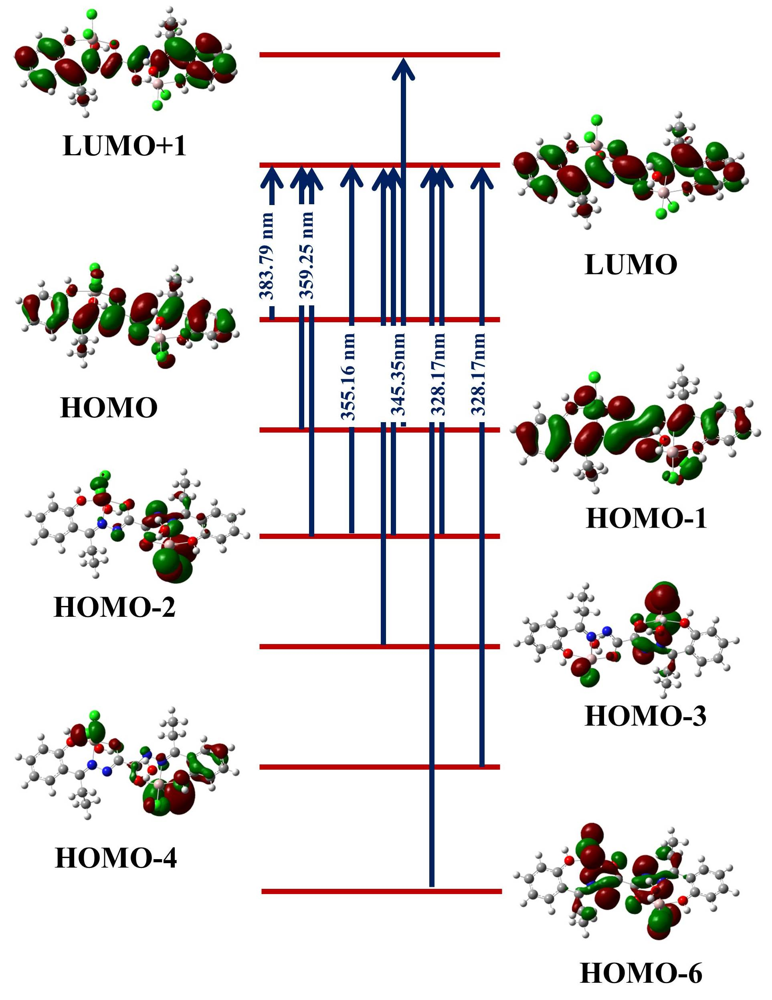 LUMO+1
LUMO
383.79 nm
359.25 nm
355.16 nm
345.35nm
328.17nm
328.17nm
HOMO
HOMO-1
HOMO-2
HOMO-3
HOMO-4
HOMO-6